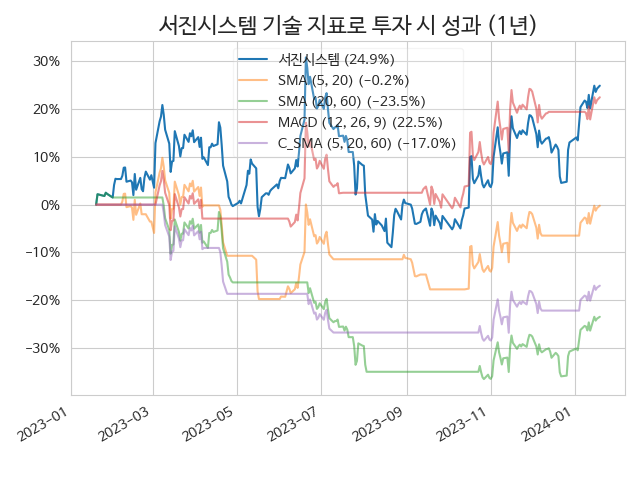 서진시스템 기술 지표로 투자 시 성과 (1년)
30%
20%
10%
0%
−10%
−20%
−30%
서진시스템 (24.9%)
SMA (5, 20) (−0.2%)
SMA (20, 60) (−23.5%)
MACD (12, 26, 9) (22.5%)
C_SMA (5, 20, 60) (−17.0%)
2023-01
2023-03
2023-05
2023-07
2023-09
2023-11
2024-01